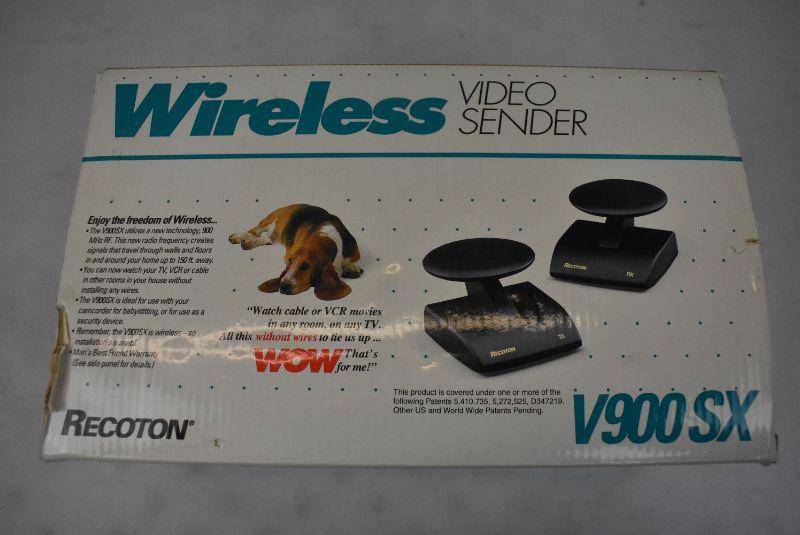 Wireless VIDEO SENDER
Enjoy the freedom of Wireless...
• The V900SX utilizes a new technology, 900
MHz RF. This new radio frequency creates
signals that travel through walls and floors
in and around your home up to 150 ft. away.
• You can now watch your TV, VCR or cable
in other rooms in your house without
installing any wires.
• The V900SX is ideal for use with your
camcorder for babysitting, or for use as a
security device.
• Remember, the V900SX is wireless – so
installation's a snap!
• Man's Best Friend Warranty
(See side panel for details)
"Watch cable or VCR movies
in any room, on any TV.
All this without wires to tie us up ...
WOW That's
for me!"
RECOTON RX
RECOTON TX
This product is covered under one or more of the
following Patents 5,410,735, 5,272,525, D347219.
Other US and World Wide Patents Pending.
RECOTON®
V900SX